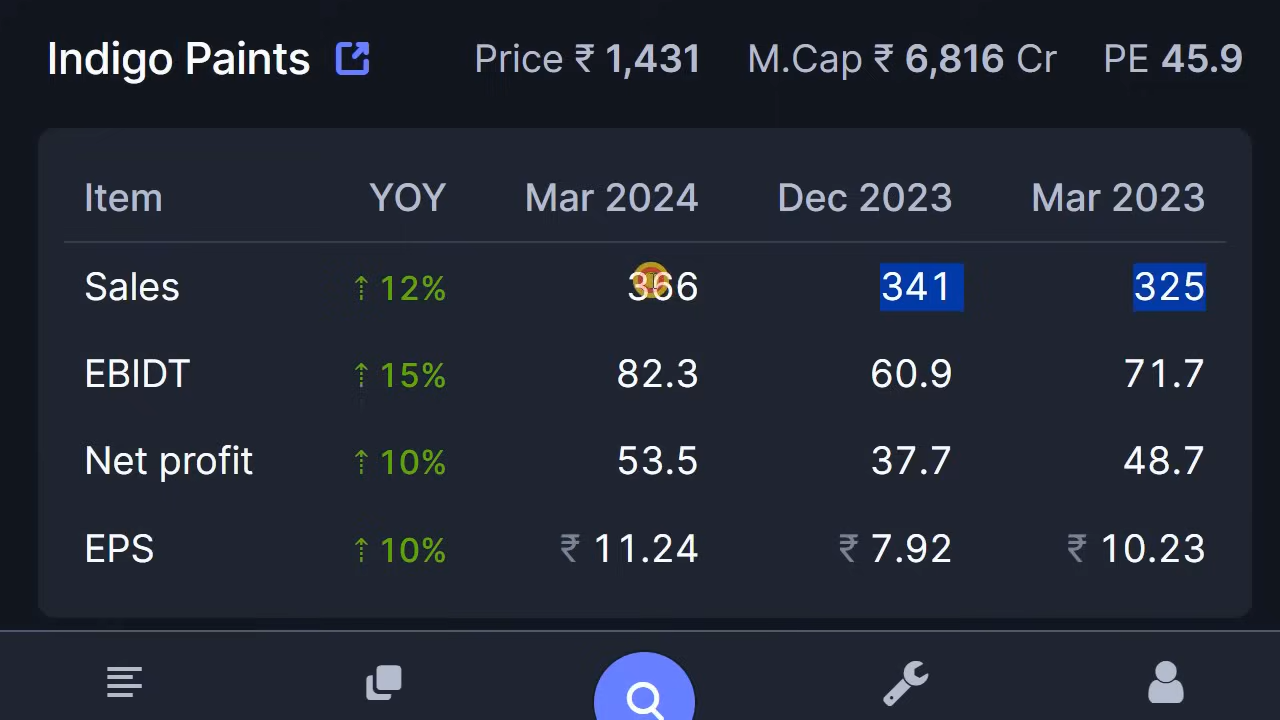 Indigo Paints Price ₹ 1,431 M.Cap ₹ 6,816 Cr PE 45.9
Item YOY Mar 2024 Dec 2023 Mar 2023
Sales ⇡ 12% 366 341 325
EBIDT ⇡ 15% 82.3 60.9 71.7
Net profit ⇡ 10% 53.5 37.7 48.7
EPS ⇡ 10% ₹ 11.24 ₹ 7.92 ₹ 10.23